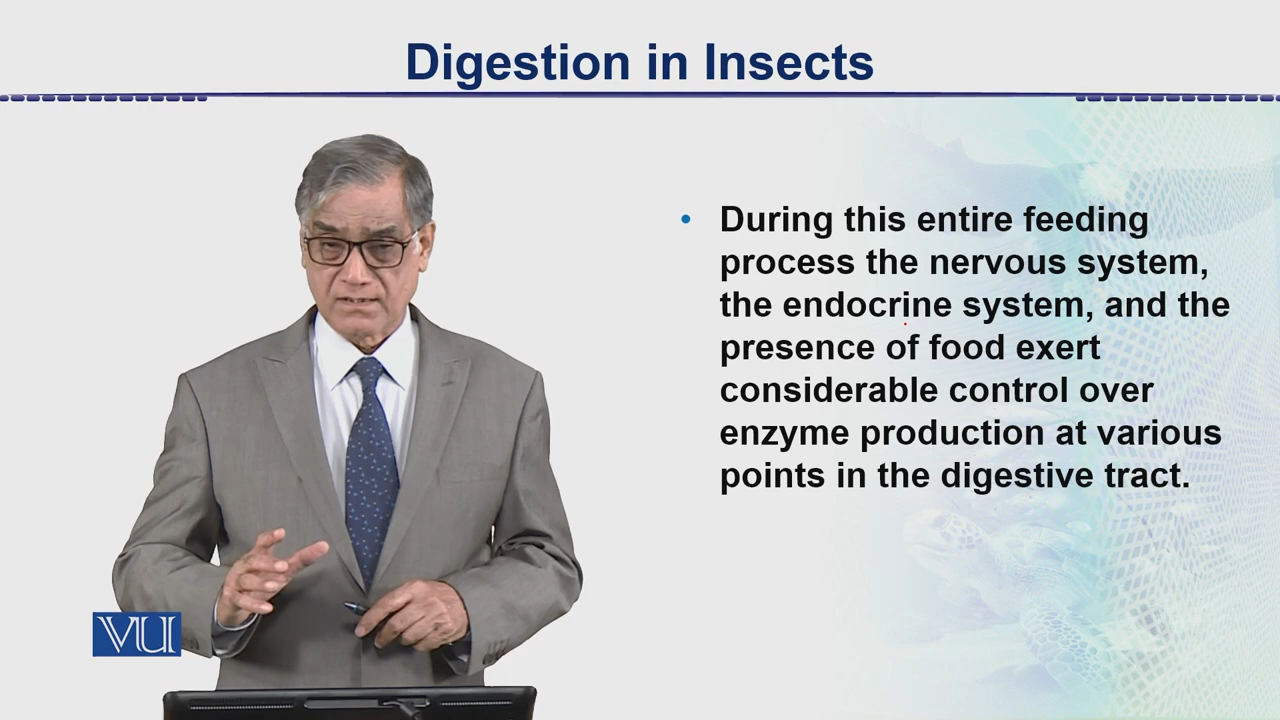 Digestion in Insects
• During this entire feeding
process the nervous system,
the endocrine system, and the
presence of food exert
considerable control over
enzyme production at various
points in the digestive tract.
VU